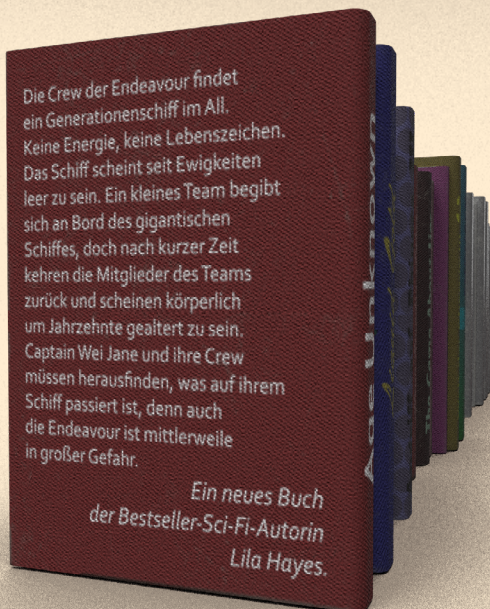 Die Crew der Endeavour findet
ein Generationenschiff im All.
Keine Energie, keine Lebenszeichen.
Das Schiff scheint seit Ewigkeiten
leer zu sein. Ein kleines Team begibt
sich an Bord des gigantischen
Schiffes, doch nach kurzer Zeit
kehren die Mitglieder des Teams
zurück und scheinen körperlich
um Jahrzehnte gealtert zu sein.
Captain Wei Jane und ihre Crew
müssen herausfinden, was auf ihrem
Schiff passiert ist, denn auch
die Endeavour ist mittlerweile
in großer Gefahr.
Ein neues Buch
der Bestseller-Sci-Fi-Autorin
Lila Hayes.
Age Unknown